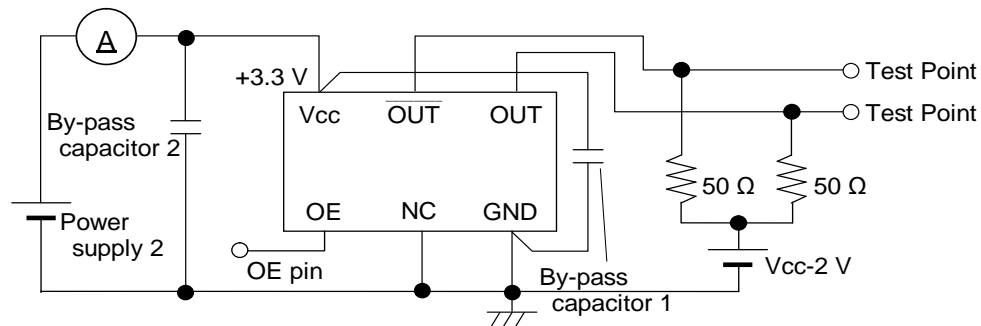 A
+3.3 V
Vcc
OUT
OUT
Test Point
Test Point
By-pass
capacitor 2
50 Ω
50 Ω
OE
NC
GND
Power
supply 2
OE pin
By-pass
capacitor 1
Vcc-2 V